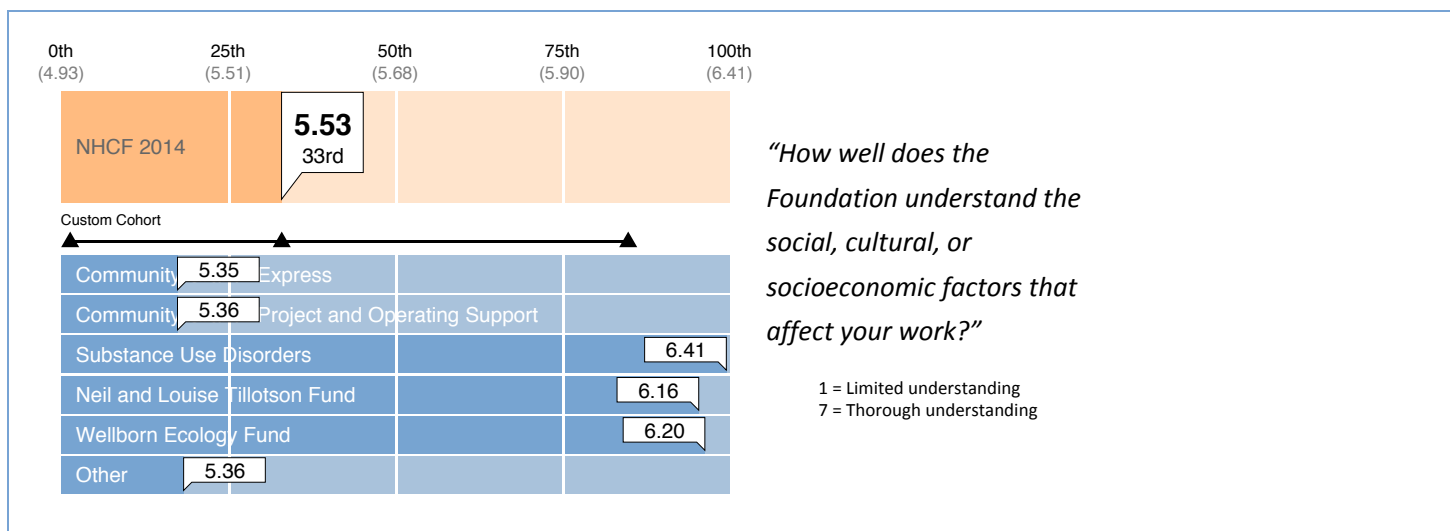 0th 25th 50th 75th 100th
(4.93) (5.51) (5.68) (5.90) (6.41)
NHCF 2014
5.53
33rd
Custom Cohort
Community 5.35 Express
Community 5.36 Project and Operating Support
Substance Use Disorders 6.41
Neil and Louise Tillotson Fund 6.16
Wellborn Ecology Fund 6.20
Other 5.36
“How well does the
Foundation understand the
social, cultural, or
socioeconomic factors that
affect your work?”
1 = Limited understanding
7 = Thorough understanding